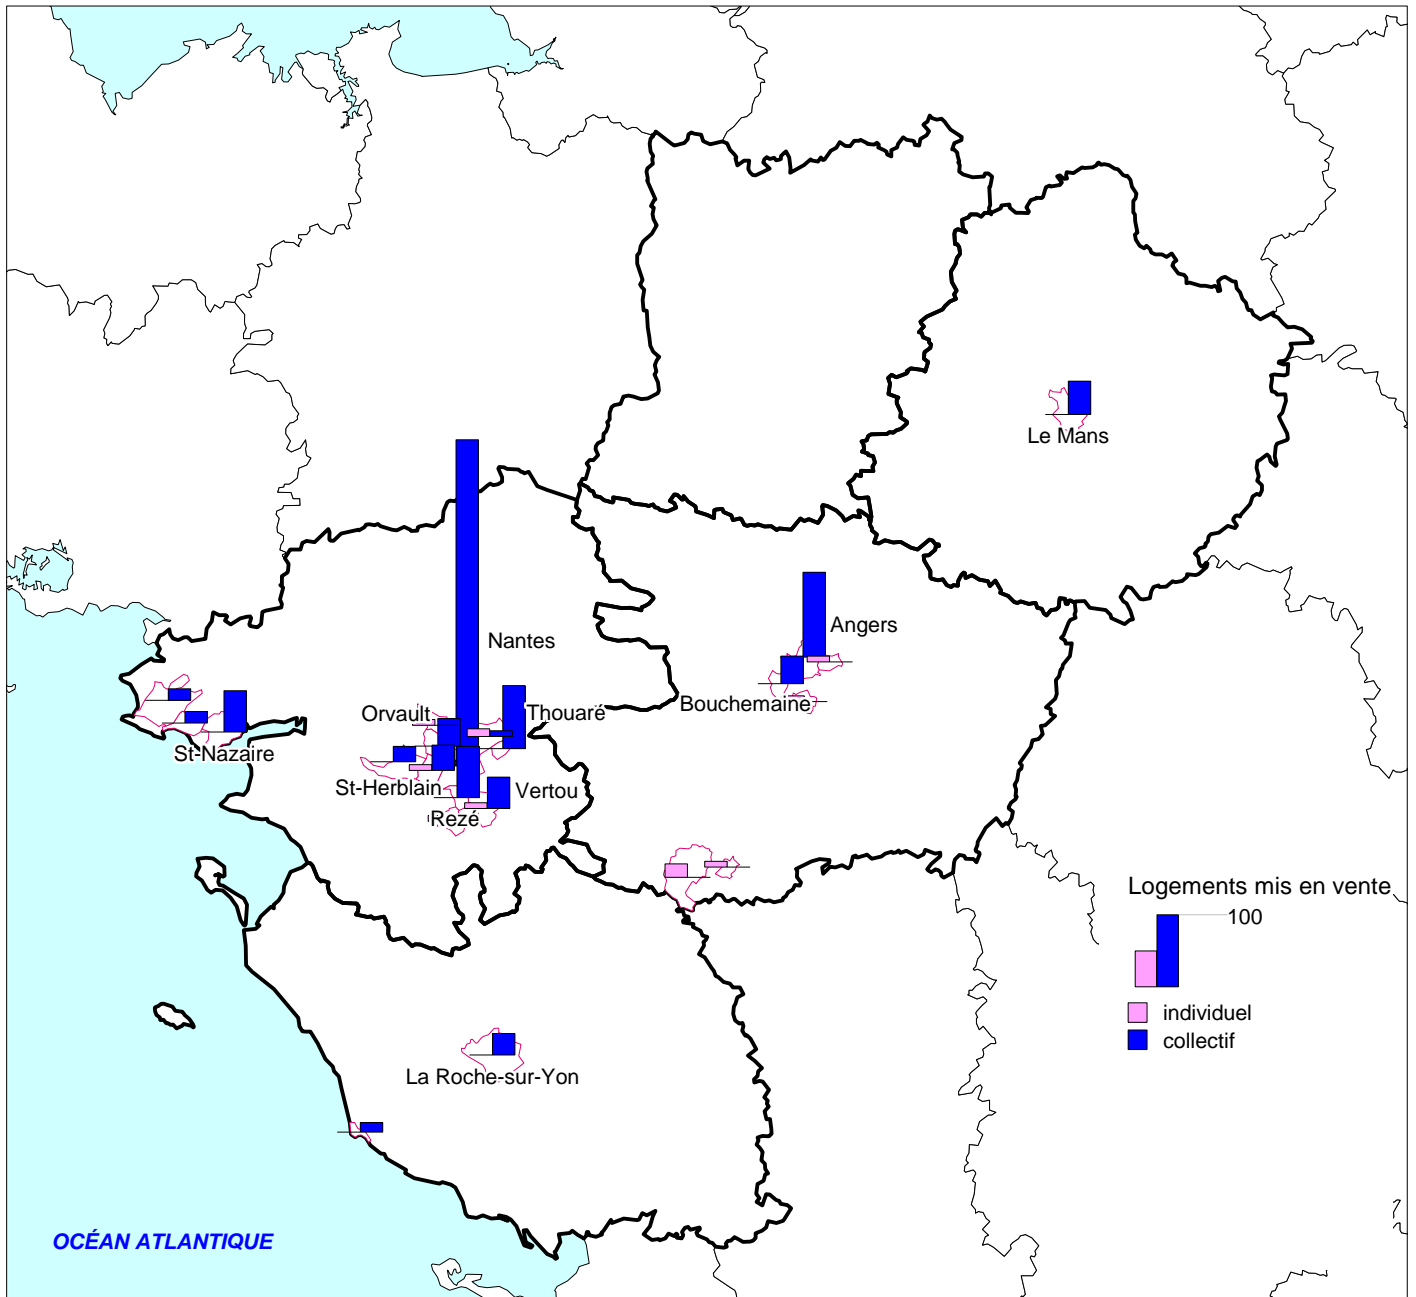 Le Mans
Nantes
Angers
Orvault
Thouaré
Bouchemaine
St-Nazaire
St-Herblain
Vertou
Rezé
Logements mis en vente
100
individuel
collectif
La Roche-sur-Yon
OCÉAN ATLANTIQUE